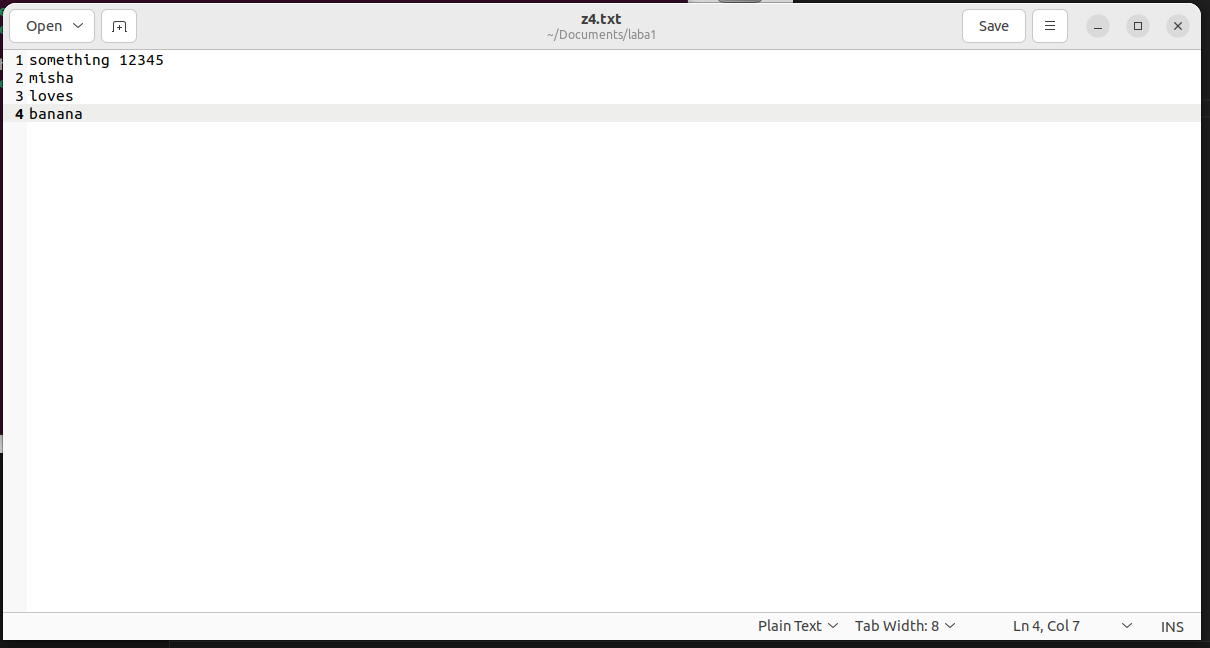 Open
z4.txt
~/Documents/laba1
Save
1 something 12345
2 misha
3 loves
4 banana
Plain Text Tab Width: 8 Ln 4, Col 7 INS